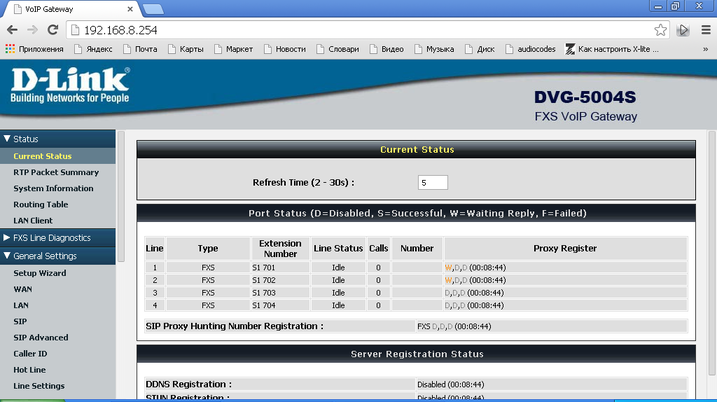 VoIP Gateway
192.168.8.254
Приложения Яндекс Почта Карты Маркет Новости Словари Видео Музыка Диск audiocodes Как настроить X-lite ... »
D-Link®
Building Networks for People
DVG-5004S
FXS VoIP Gateway
Status
Current Status
RTP Packet Summary
System Information
Routing Table
LAN Client
FXS Line Diagnostics
General Settings
Setup Wizard
WAN
LAN
SIP
SIP Advanced
Caller ID
Hot Line
Line Settings
Current Status
Refresh Time (2 - 30s) : 5
Port Status (D=Disabled, S=Successful, W=Waiting Reply, F=Failed)
Line Type Extension Number Line Status Calls Number Proxy Register
1 FXS 51 701 Idle 0 W,D,D (00:08:44)
2 FXS 51 702 Idle 0 W,D,D (00:08:44)
3 FXS 51 703 Idle 0 D,D,D (00:08:44)
4 FXS 51 704 Idle 0 D,D,D (00:08:44)
SIP Proxy Hunting Number Registration : FXS D,D,D (00:08:44)
Server Registration Status
DDNS Registration : Disabled (00:08:44)
STUN Registration : Disabled (00:08:44)